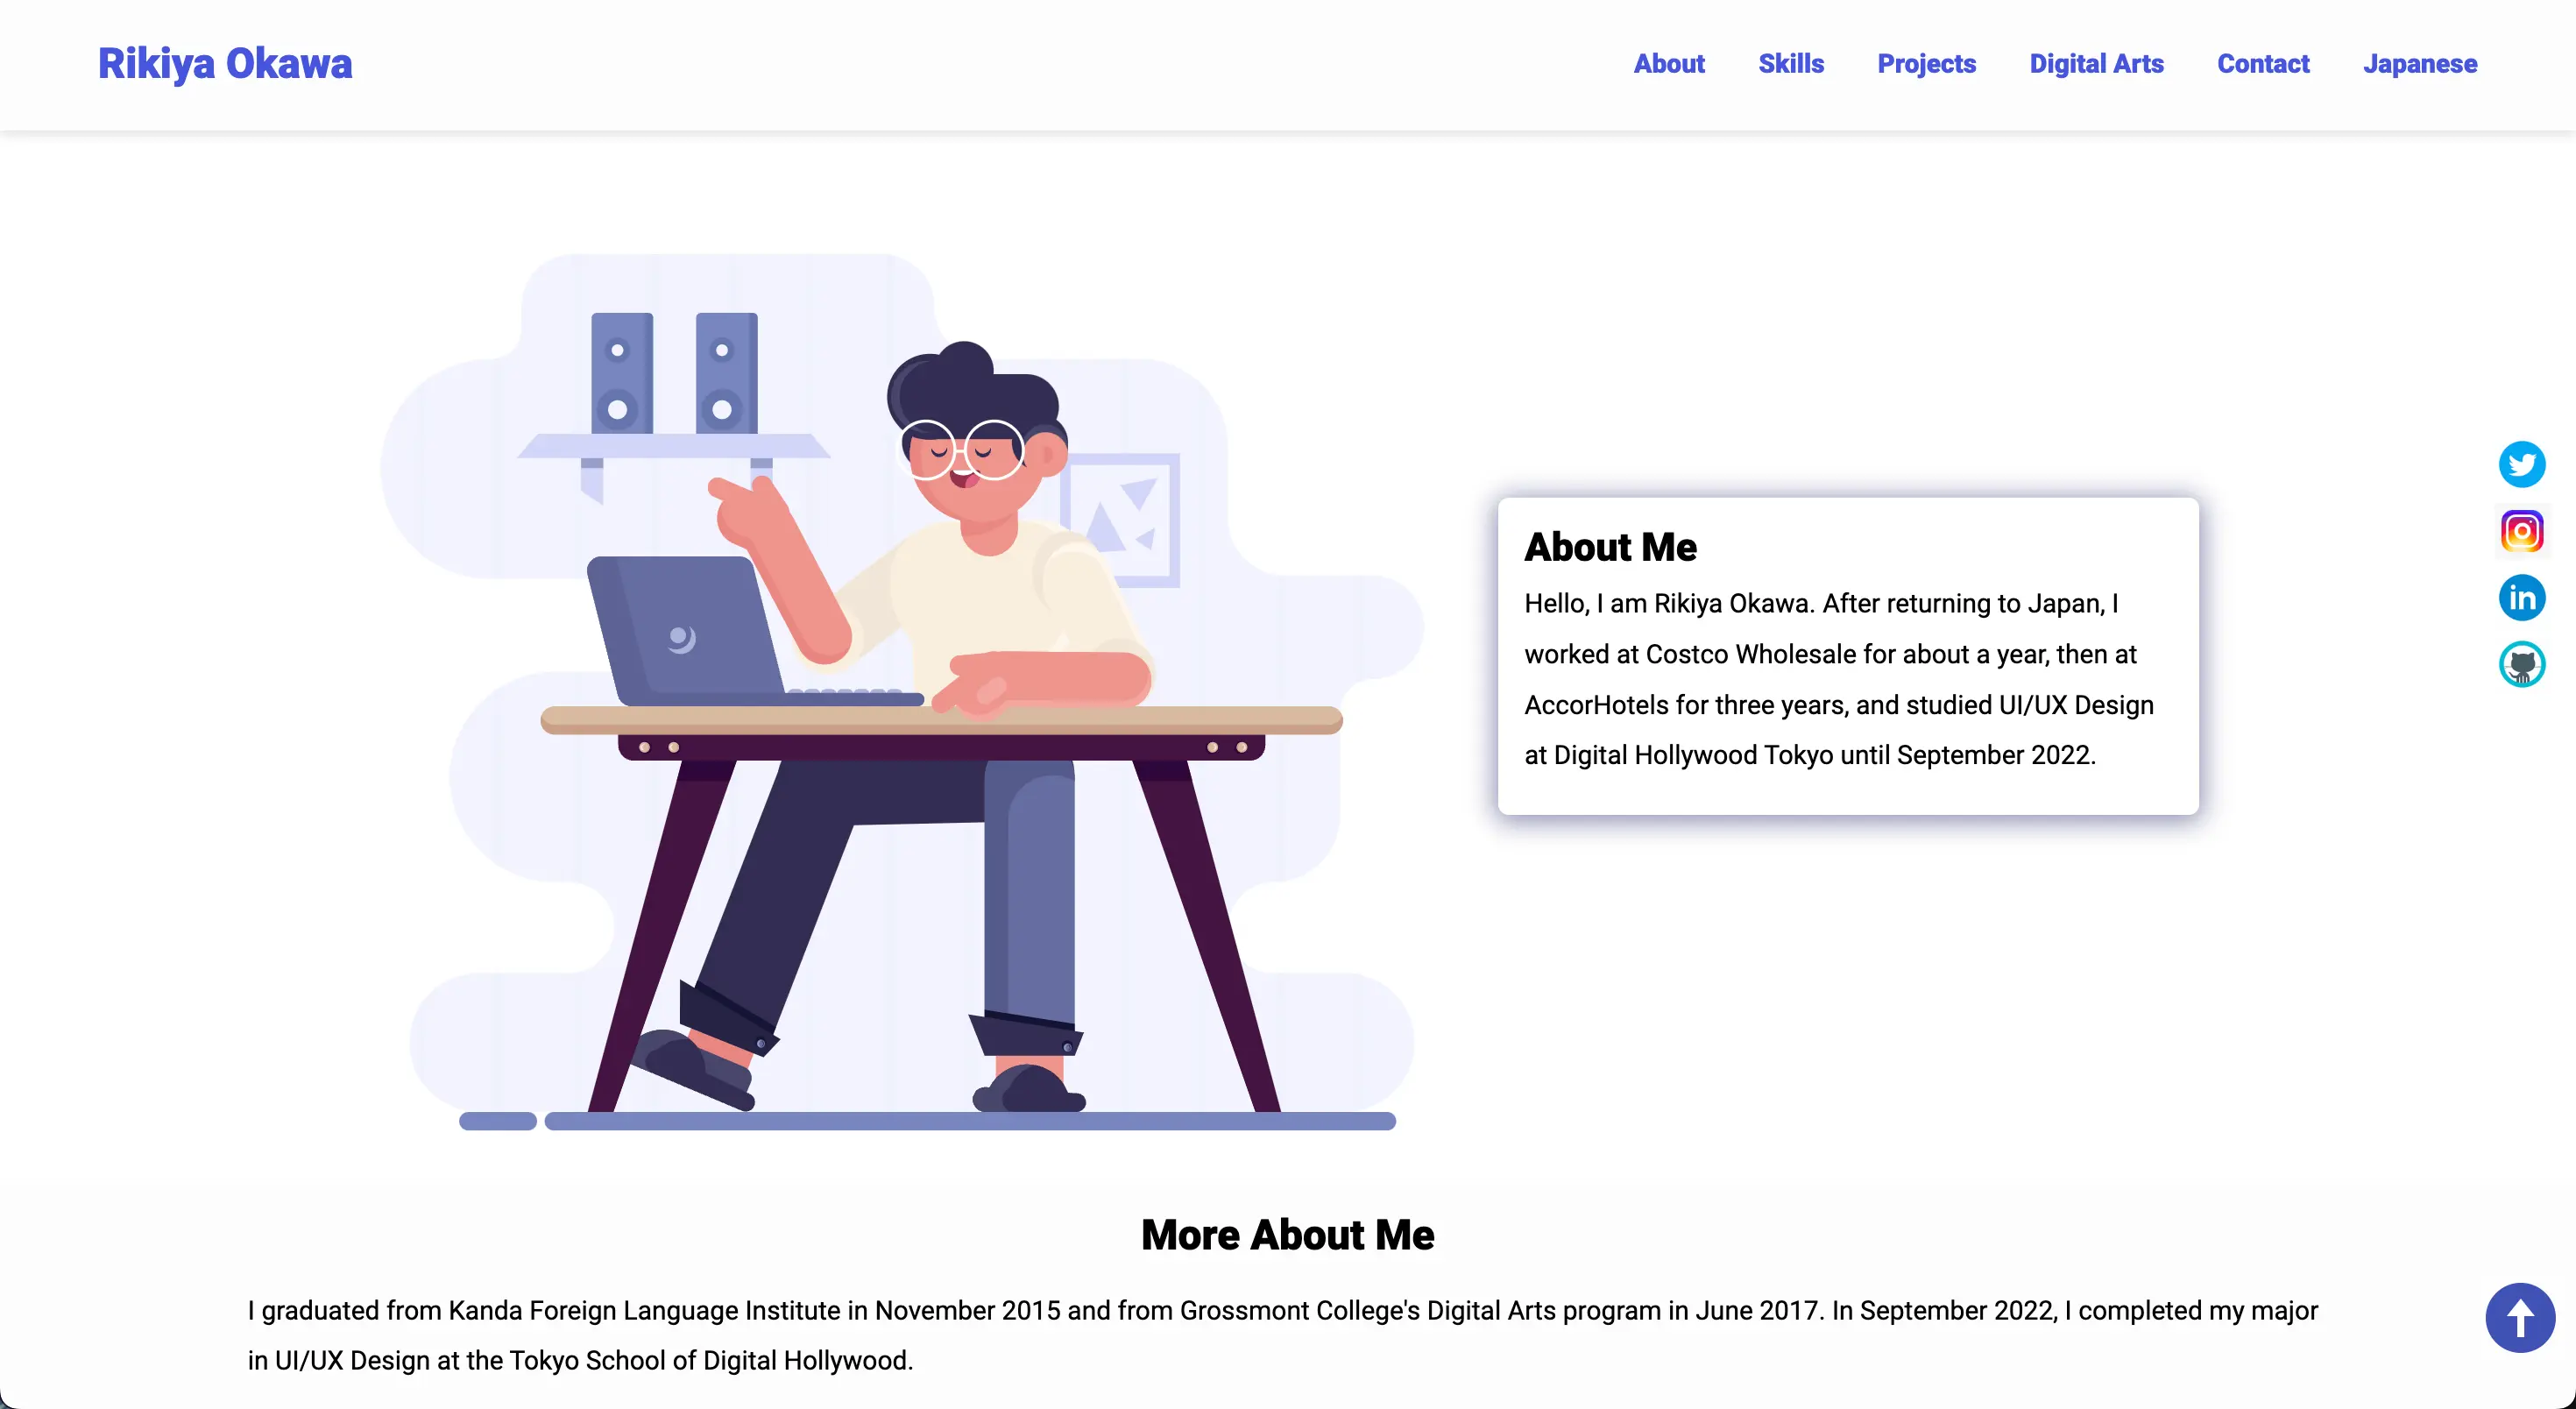 Rikiya Okawa
About Skills Projects Digital Arts Contact Japanese
About Me
Hello, I am Rikiya Okawa. After returning to Japan, I
worked at Costco Wholesale for about a year, then at
AccorHotels for three years, and studied UI/UX Design
at Digital Hollywood Tokyo until September 2022.
in
More About Me
I graduated from Kanda Foreign Language Institute in November 2015 and from Grossmont College's Digital Arts program in June 2017. In September 2022, I completed my major
in UI/UX Design at the Tokyo School of Digital Hollywood.